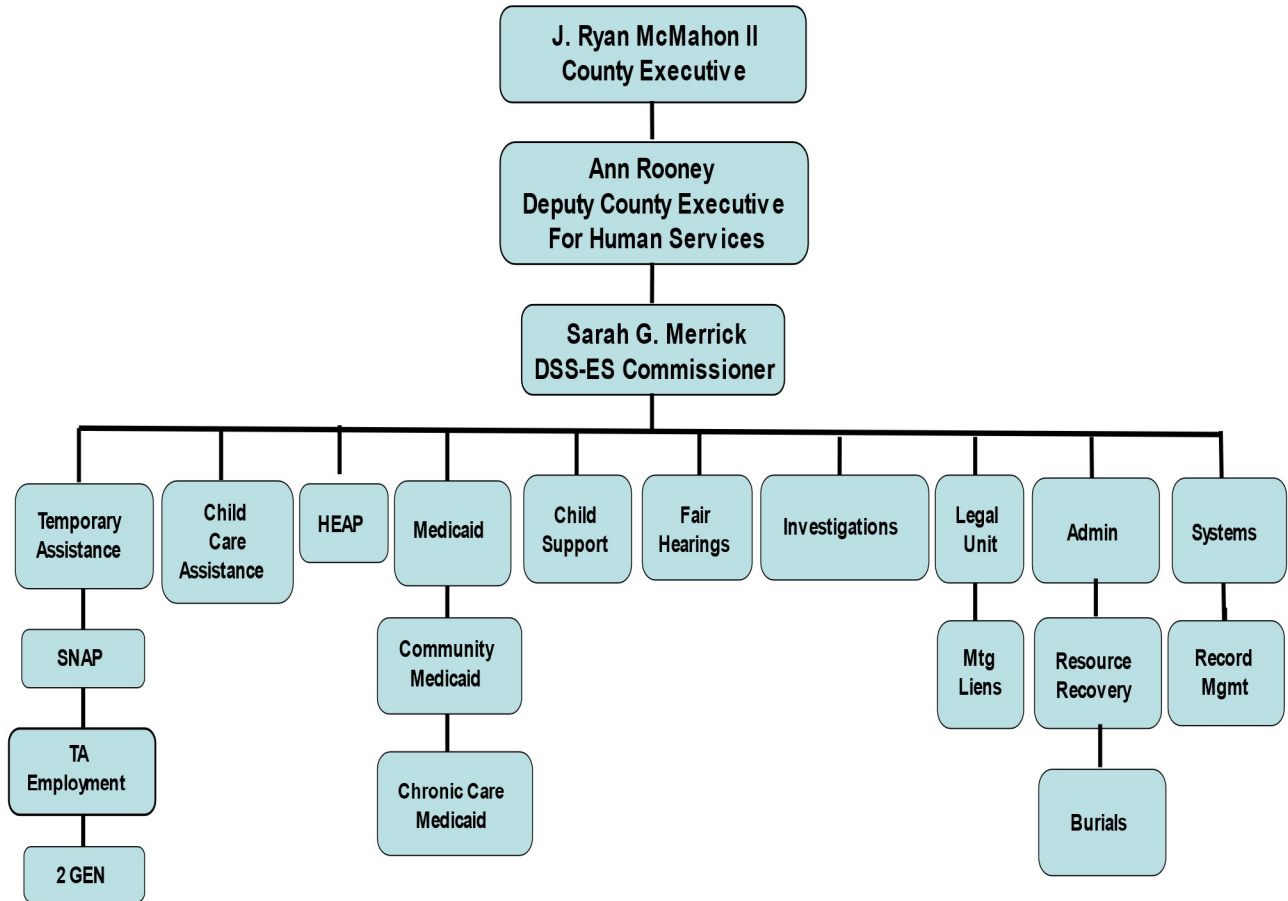 J. Ryan McMahon II
County Executive
Ann Rooney
Deputy County Executive
For Human Services
Sarah G. Merrick
DSS-ES Commissioner
Temporary
Assistance
Child
Care
Assistance
HEAP
Medicaid
Child
Support
Fair
Hearings
Investigations
Legal
Unit
Admin
Systems
SNAP
Community
Medicaid
Mtg
Liens
Resource
Recovery
Record
Mgmt
TA
Employment
Chronic Care
Medicaid
Burials
2 GEN